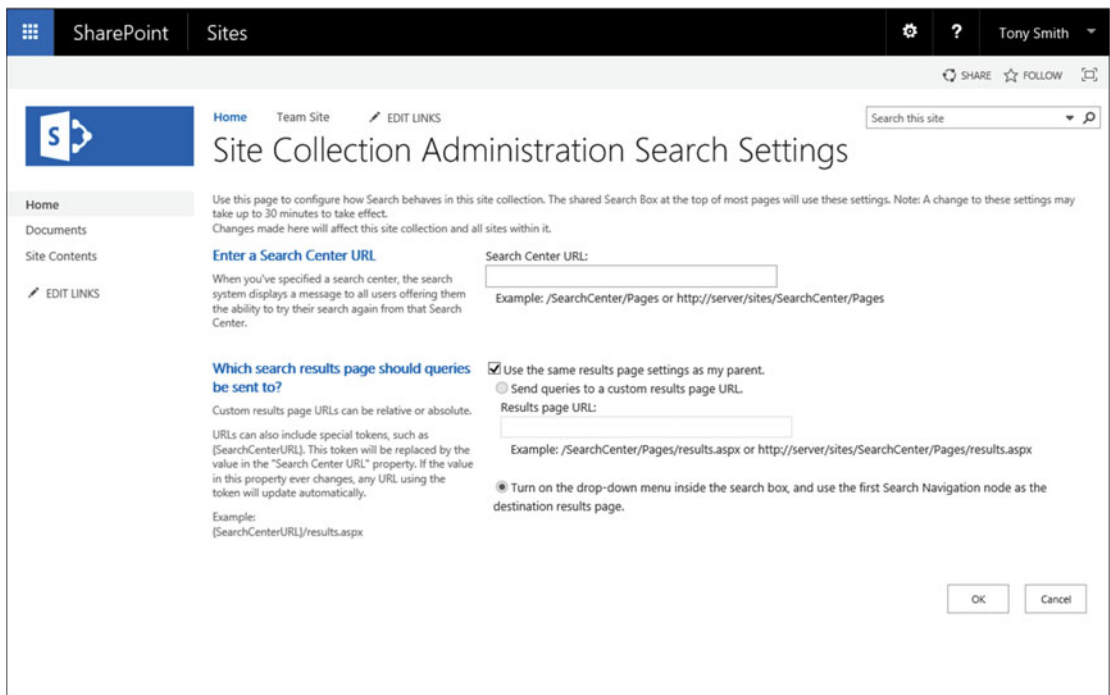 SharePoint Sites ? Tony Smith
SHARE FOLLOW
S
Home Team Site EDIT LINKS Search this site
Site Collection Administration Search Settings
Home
Documents
Site Contents
EDIT LINKS
Use this page to configure how Search behaves in this site collection. The shared Search Box at the top of most pages will use these settings. Note: A change to these settings may
take up to 30 minutes to take effect.
Changes made here will affect this site collection and all sites within it.
Enter a Search Center URL
When you've specified a search center, the search
system displays a message to all users offering them
the ability to try their search again from that Search
Center.
Search Center URL:
Example: /SearchCenter/Pages or http://server/sites/SearchCenter/Pages
Which search results page should queries
be sent to?
Custom results page URLs can be relative or absolute.
URLs can also include special tokens, such as
{SearchCenterURL}. This token will be replaced by the
value in the "Search Center URL" property. If the value
in this property ever changes, any URL using the
token will update automatically.
Example:
{SearchCenterURL}/results.aspx
Use the same results page settings as my parent.
Send queries to a custom results page URL.
Results page URL:
Example: /SearchCenter/Pages/results.aspx or http://server/sites/SearchCenter/Pages/results.aspx
Turn on the drop-down menu inside the search box, and use the first Search Navigation node as the
destination results page.
OK Cancel